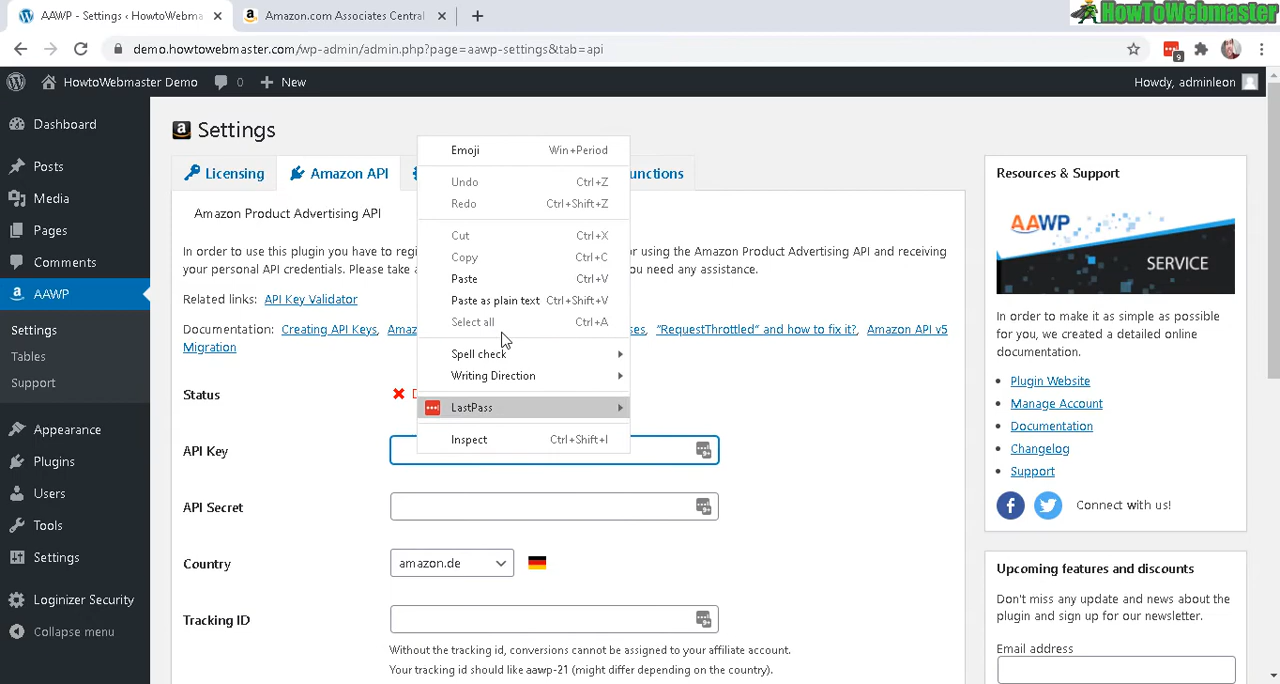 AAWP - Settings ‹ HowtoWebma
Amazon.com Associates Central
HowToWebmaster
demo.howtowebmaster.com/wp-admin/admin.php?page=aawp-settings&tab=api
9
HowtoWebmaster Demo
0
New
Howdy, adminleon
Dashboard
Posts
Media
Pages
Comments
AAWP
Settings
Tables
Support
Appearance
Plugins
Users
Tools
Settings
Loginizer Security
Collapse menu
Settings
Licensing
Amazon API
unctions
Amazon Product Advertising API
In order to use this plugin you have to regi
or using the Amazon Product Advertising API and receiving
your personal API credentials. Please take
ou need any assistance.
Related links: API Key Validator
Documentation: Creating API Keys, Amaz
es, "RequestThrottled" and how to fix it?, Amazon API v5
Migration
Status
API Key
API Secret
Country
amazon.de
Tracking ID
Without the tracking id, conversions cannot be assigned to your affiliate account.
Your tracking id should like aawp-21 (might differ depending on the country).
Emoji Win+Period
Undo Ctrl+Z
Redo Ctrl+Shift+Z
Cut Ctrl+X
Copy Ctrl+C
Paste Ctrl+V
Paste as plain text Ctrl+Shift+V
Select all Ctrl+A
Spell check
Writing Direction
LastPass
Inspect Ctrl+Shift+I
Resources & Support
AAWP
SERVICE
In order to make it as simple as possible
for you, we created a detailed online
documentation.
Plugin Website
Manage Account
Documentation
Changelog
Support
Connect with us!
Upcoming features and discounts
Don't miss any update and news about the
plugin and sign up for our newsletter.
Email address